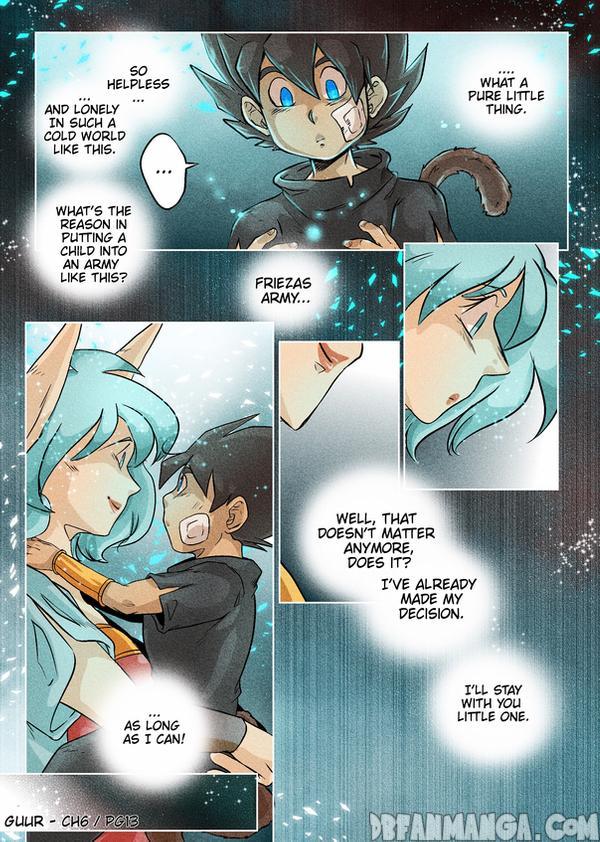 ....
WHAT A
PURE LITTLE
THING.
SO
HELPLESS
...
...
AND LONELY
IN SUCH A
COLD WORLD
LIKE THIS.
...
WHAT'S THE
REASON IN
PUTTING A
CHILD INTO
AN ARMY
LIKE THIS?
FRIEZAS
ARMY...
WELL, THAT
DOESN'T MATTER
ANYMORE,
DOES IT?
I'VE ALREADY
MADE MY
DECISION.
I'LL STAY
WITH YOU
LITTLE ONE.
...
AS LONG
AS I CAN!
GUUR - CH6 / PG13
DBFANMANGA.COM